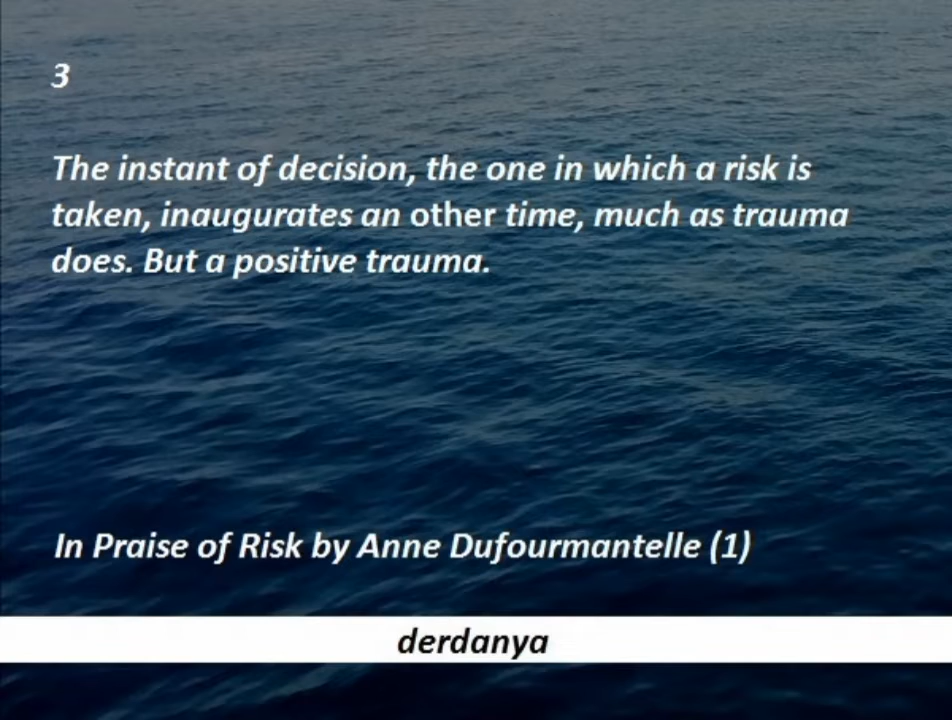 3
The instant of decision, the one in which a risk is
taken, inaugurates an other time, much as trauma
does. But a positive trauma.
In Praise of Risk by Anne Dufourmantelle (1)
derdanya